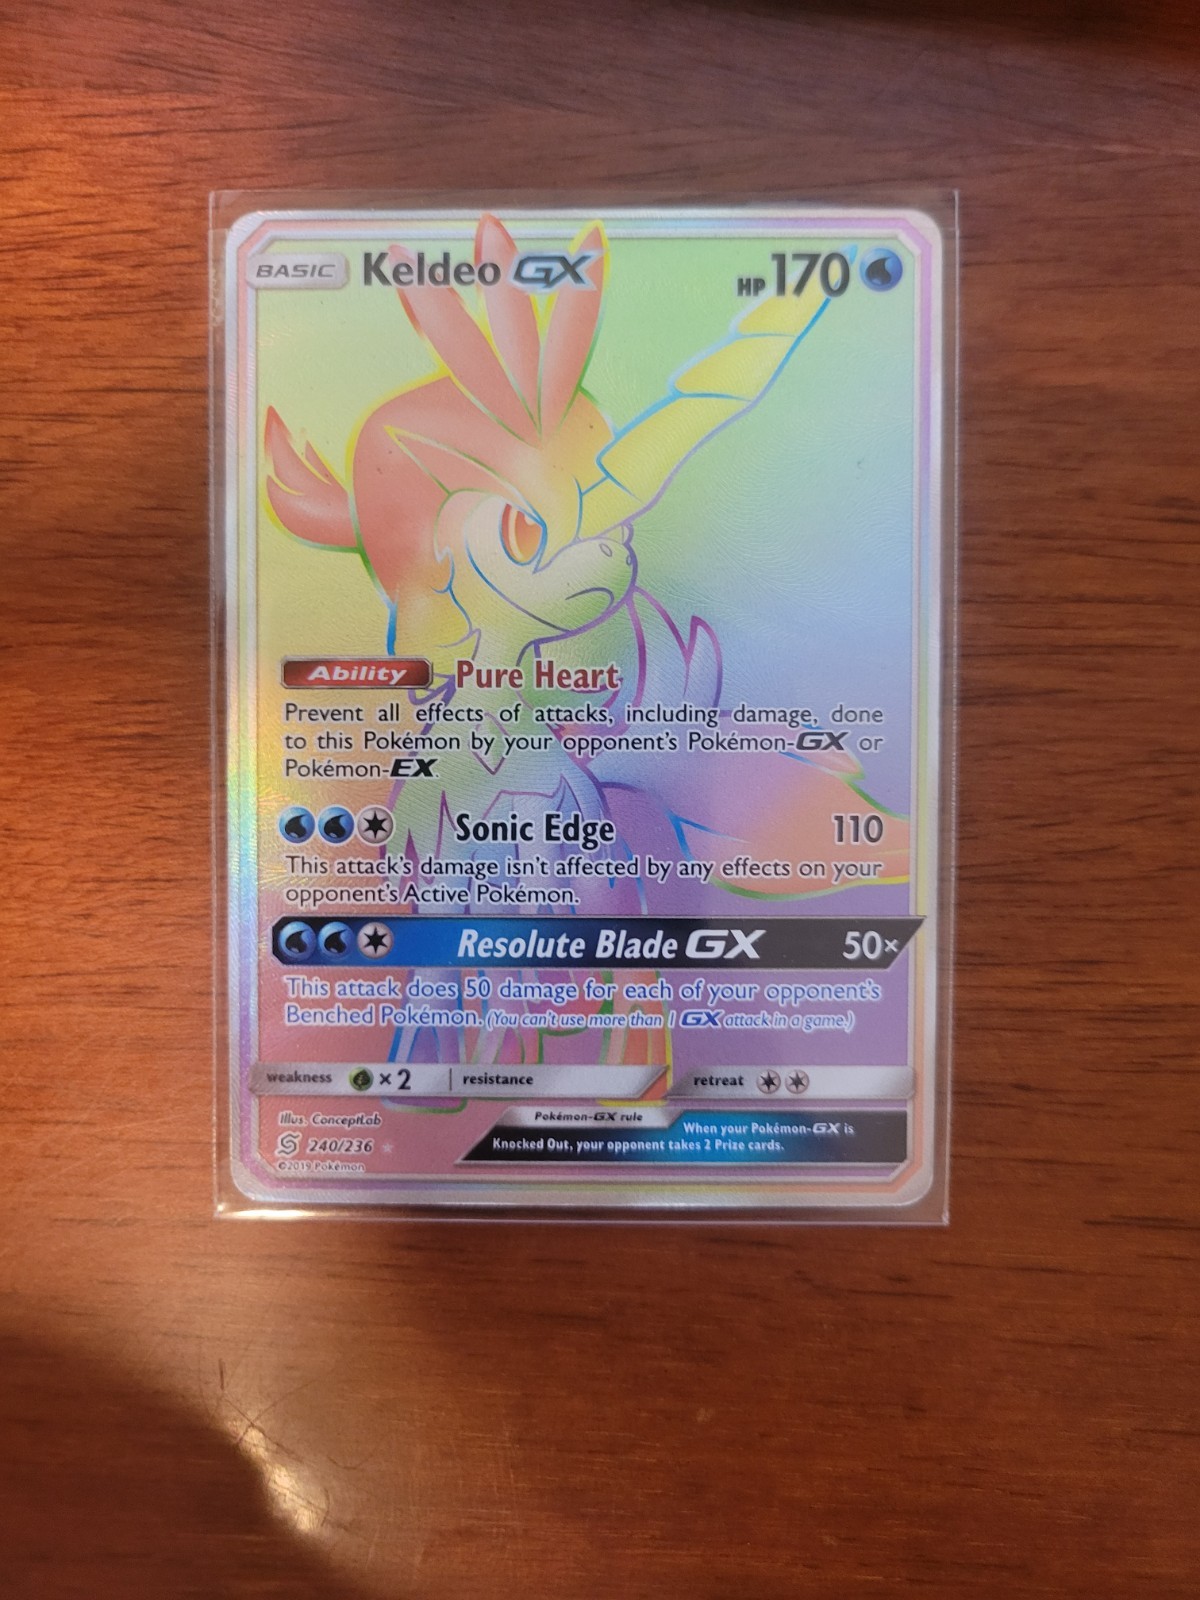 BASIC Keldeo GX HP 170
Ability Pure Heart
Prevent all effects of attacks, including damage, done
to this Pokémon by your opponent's Pokémon-GX or
Pokémon-EX.
Sonic Edge 110
This attack's damage isn't affected by any effects on your
opponent's Active Pokémon.
Resolute Blade GX 50×
This attack does 50 damage for each of your opponent's
Benched Pokémon. (You can't use more than 1 GX attack in a game.)
weakness ×2 resistance retreat
Illus. ConceptLab
240/236
©2019 Pokémon
Pokémon-GX rule
When your Pokémon-GX is
Knocked Out, your opponent takes 2 Prize cards.